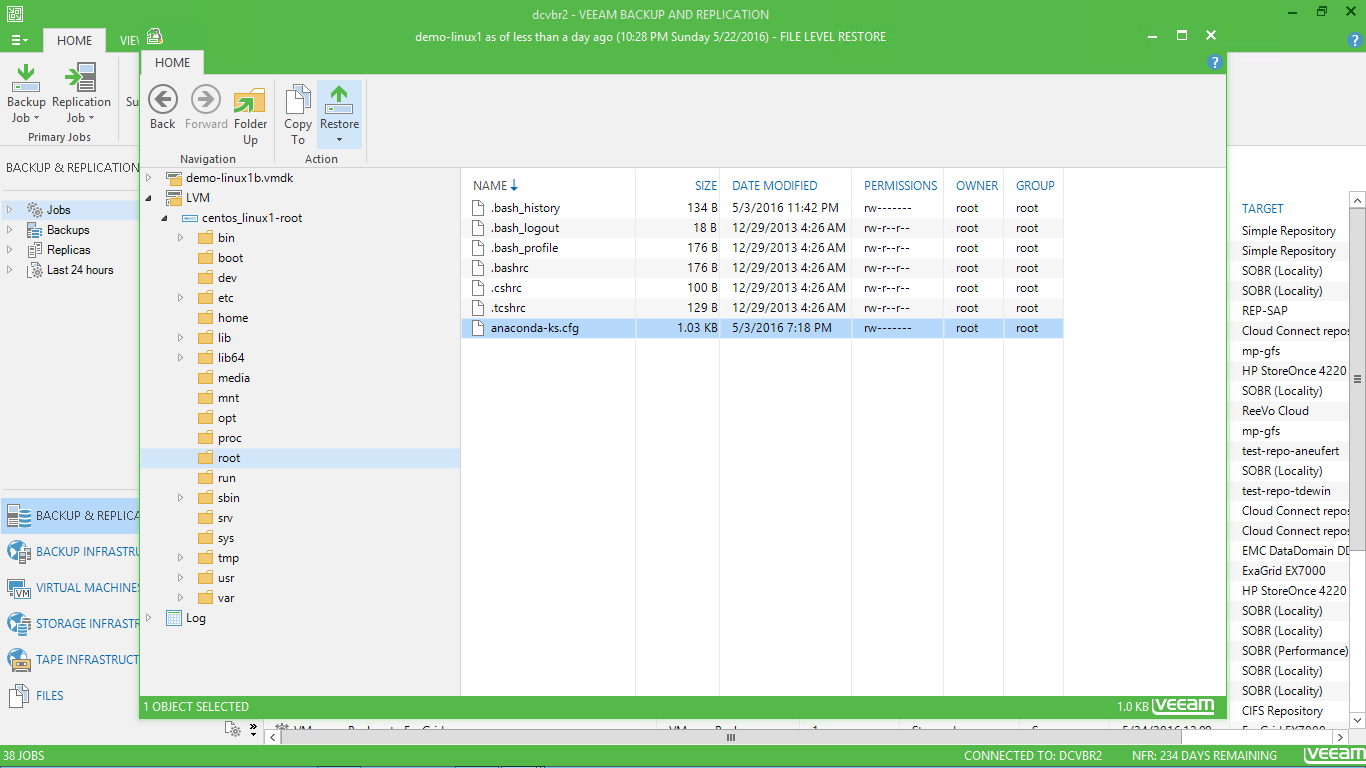 dcvbr2 - VEEAM BACKUP AND REPLICATION
HOME
VIEW
demo-linux1 as of less than a day ago (10:28 PM Sunday 5/22/2016) - FILE LEVEL RESTORE
HOME
Backup Job
Replication Job
Su
Primary Jobs
Back
Forward
Folder Up
Copy To
Restore
Navigation
Action
BACKUP & REPLICATION
Jobs
Backups
Replicas
Last 24 hours
BACKUP & REPLICA
BACKUP INFRASTRU
VIRTUAL MACHINES
STORAGE INFRASTR
TAPE INFRASTRUCT
FILES
demo-linux1b.vmdk
LVM
centos_linux1-root
bin
boot
dev
etc
home
lib
lib64
media
mnt
opt
proc
root
run
sbin
srv
sys
tmp
usr
var
Log
NAME SIZE DATE MODIFIED PERMISSIONS OWNER GROUP
.bash_history 134 B 5/3/2016 11:42 PM rw------- root root
.bash_logout 18 B 12/29/2013 4:26 AM rw-r--r-- root root
.bash_profile 176 B 12/29/2013 4:26 AM rw-r--r-- root root
.bashrc 176 B 12/29/2013 4:26 AM rw-r--r-- root root
.cshrc 100 B 12/29/2013 4:26 AM rw-r--r-- root root
.tcshrc 129 B 12/29/2013 4:26 AM rw-r--r-- root root
anaconda-ks.cfg 1.03 KB 5/3/2016 7:18 PM rw------- root root
TARGET
Simple Repository
Simple Repository
SOBR (Locality)
SOBR (Locality)
REP-SAP
Cloud Connect repos
mp-gfs
HP StoreOnce 4220
SOBR (Locality)
ReeVo Cloud
mp-gfs
test-repo-aneufert
SOBR (Locality)
test-repo-tdewin
Cloud Connect repos
Cloud Connect repos
EMC DataDomain DD
ExaGrid EX7000
HP StoreOnce 4220
SOBR (Locality)
SOBR (Locality)
SOBR (Performance)
SOBR (Locality)
SOBR (Locality)
CIFS Repository
1 OBJECT SELECTED
1.0 KB veeam
38 JOBS
CONNECTED TO: DCVBR2
NFR: 234 DAYS REMAINING
veeam